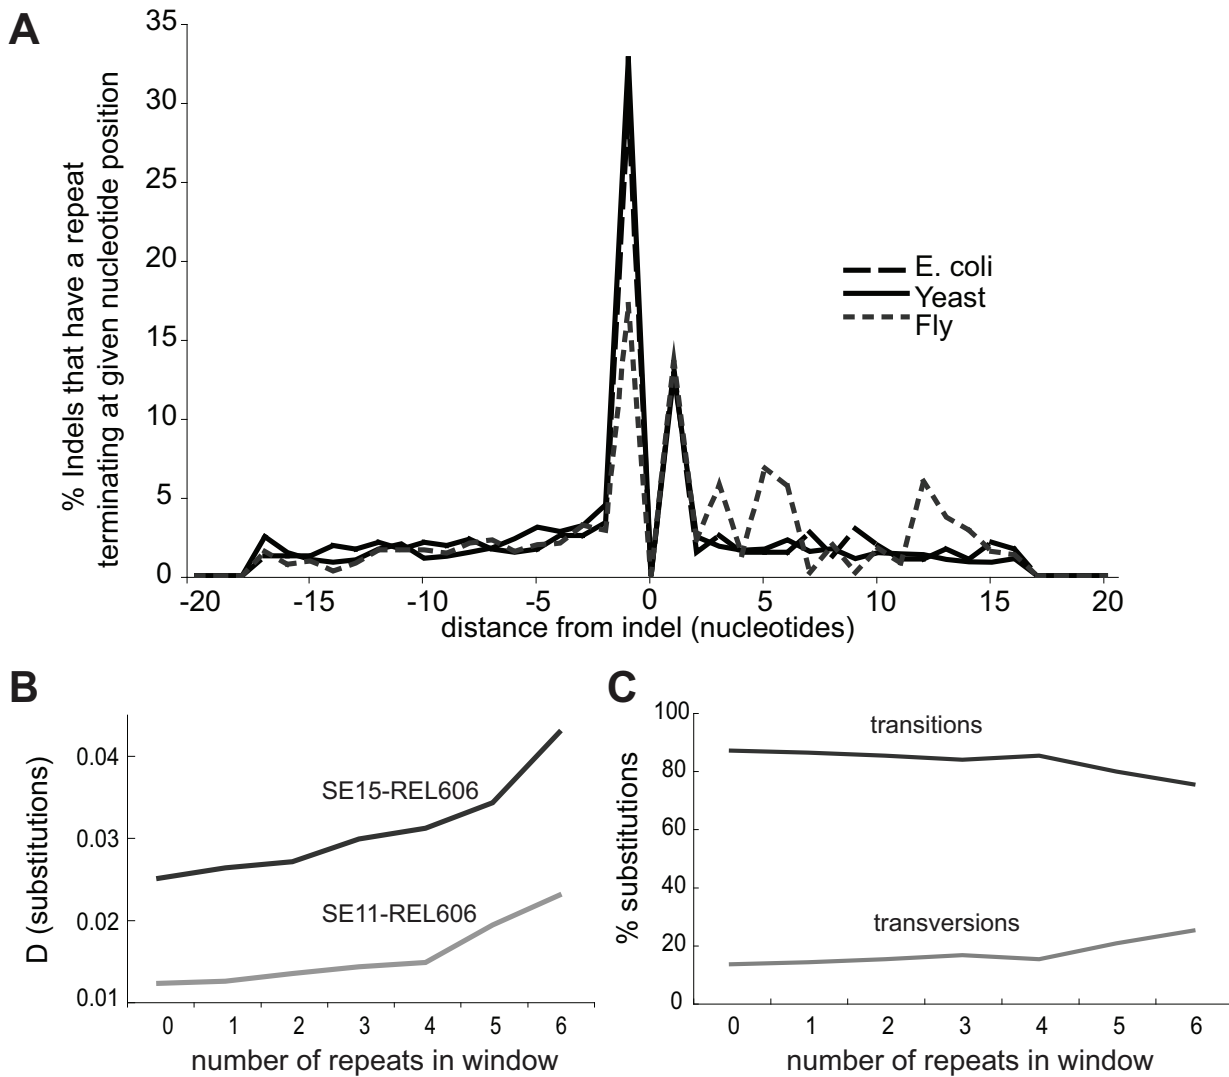 A
% Indels that have a repeat
terminating at given nucleotide position
35
30
25
20
15
10
5
0
E. coli
Yeast
Fly
-20 -15 -10 -5 0 5 10 15 20
distance from indel (nucleotides)
B
D (substitutions)
0.04
0.03
0.02
0.01
SE15-REL606
SE11-REL606
0 1 2 3 4 5 6
number of repeats in window
C
% substitutions
100
80
60
40
20
0
transitions
transversions
0 1 2 3 4 5 6
number of repeats in window